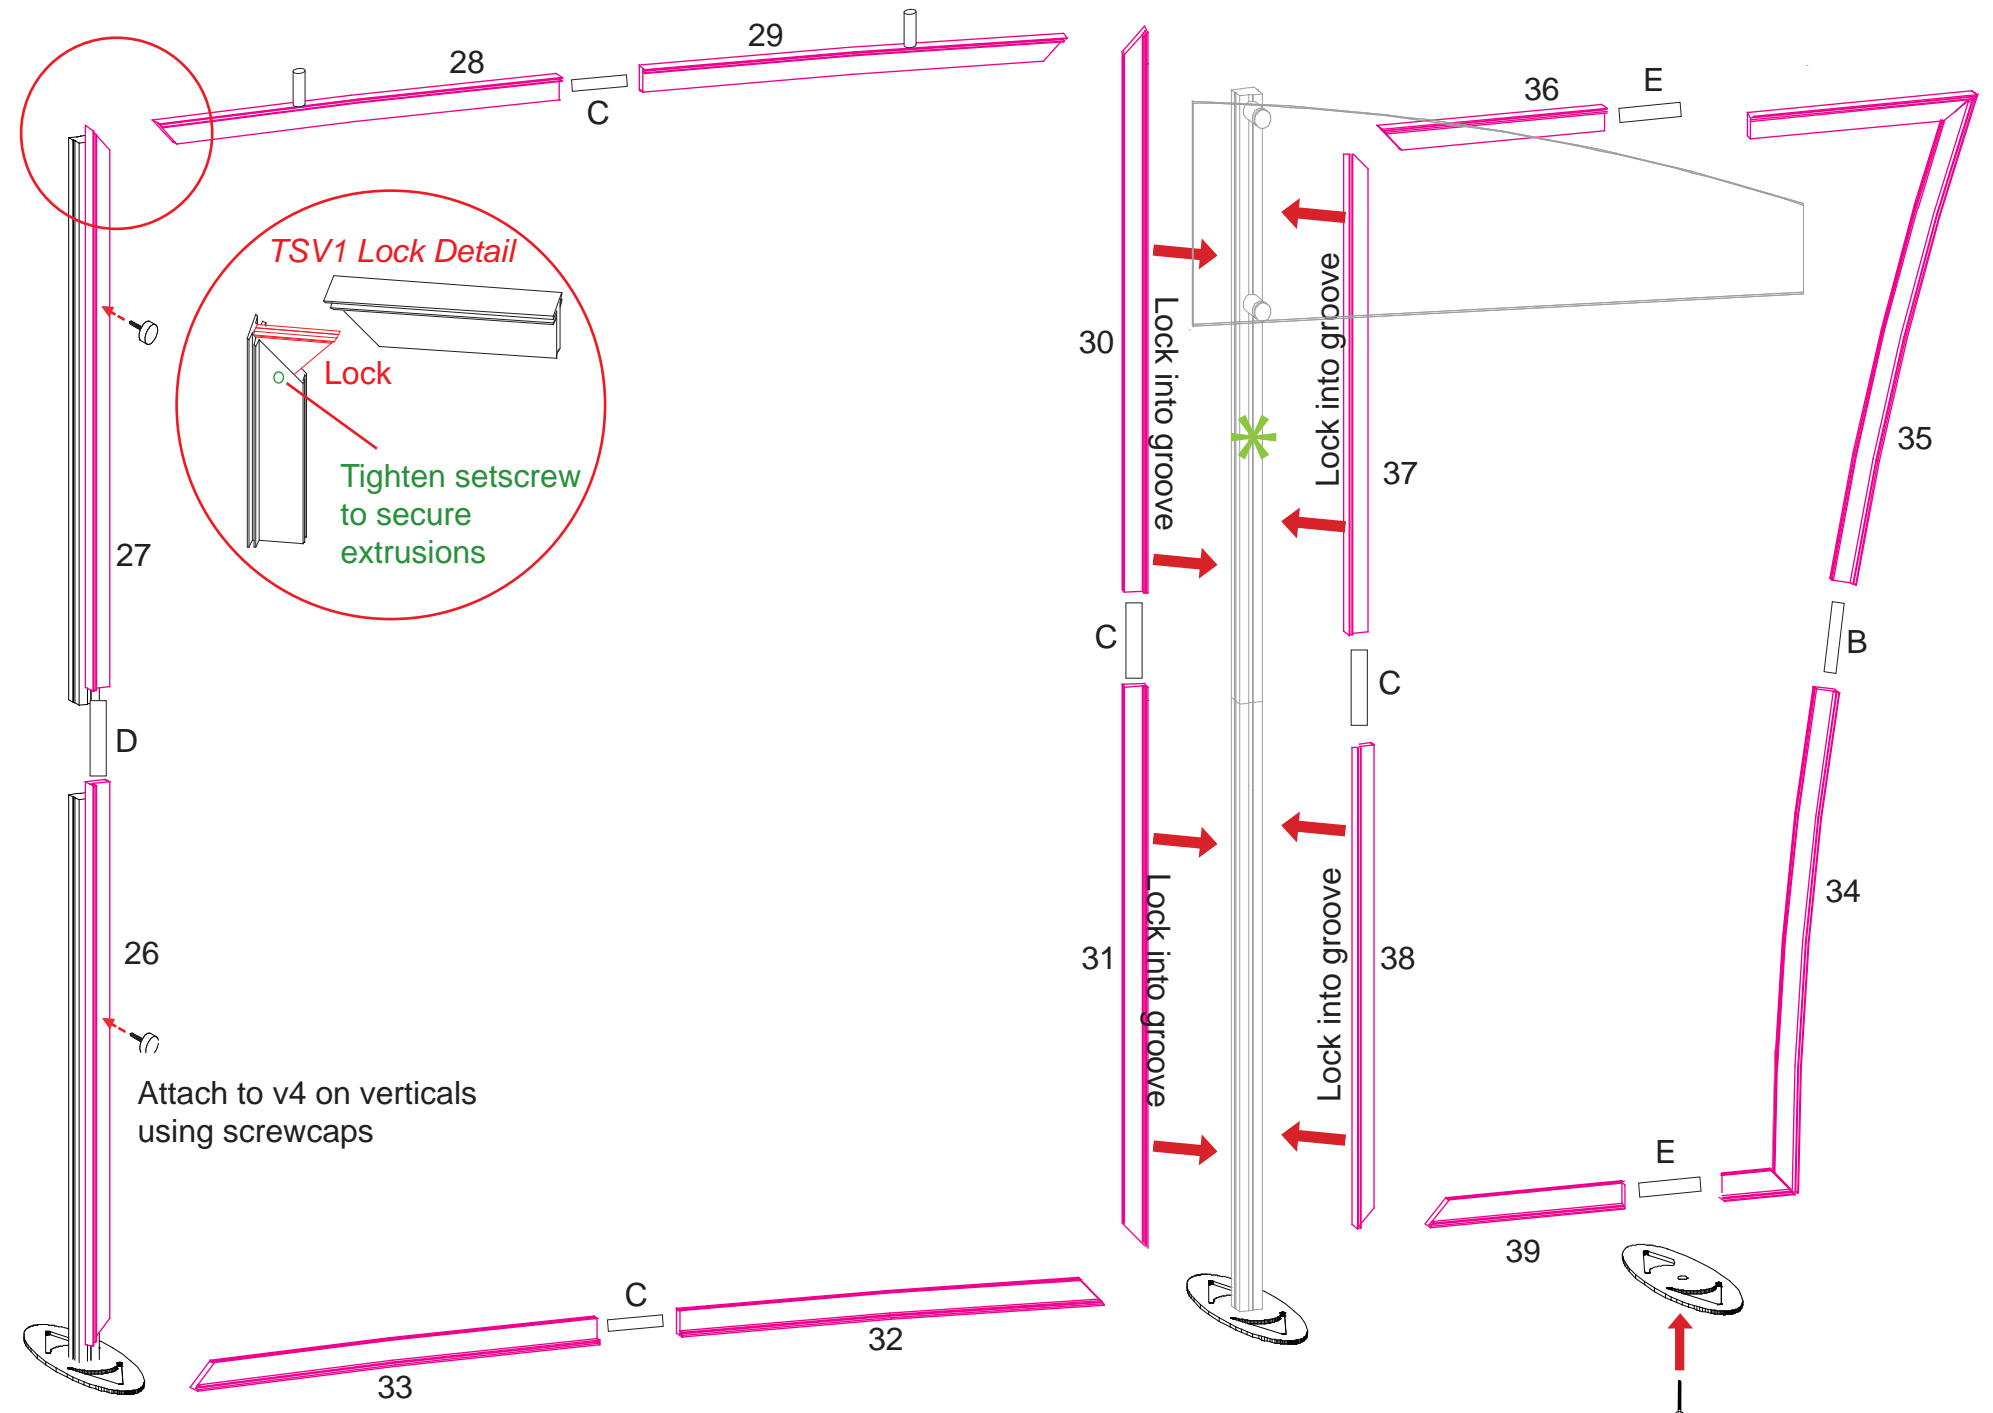 28
29
C
36
E
TSV1 Lock Detail
Lock
Tighten setscrew
to secure
extrusions
27
30
Lock into groove
Lock into groove
37
35
C
C
B
D
26
31
Lock into groove
Lock into groove
38
34
Attach to v4 on verticals
using screwcaps
E
39
C
32
33